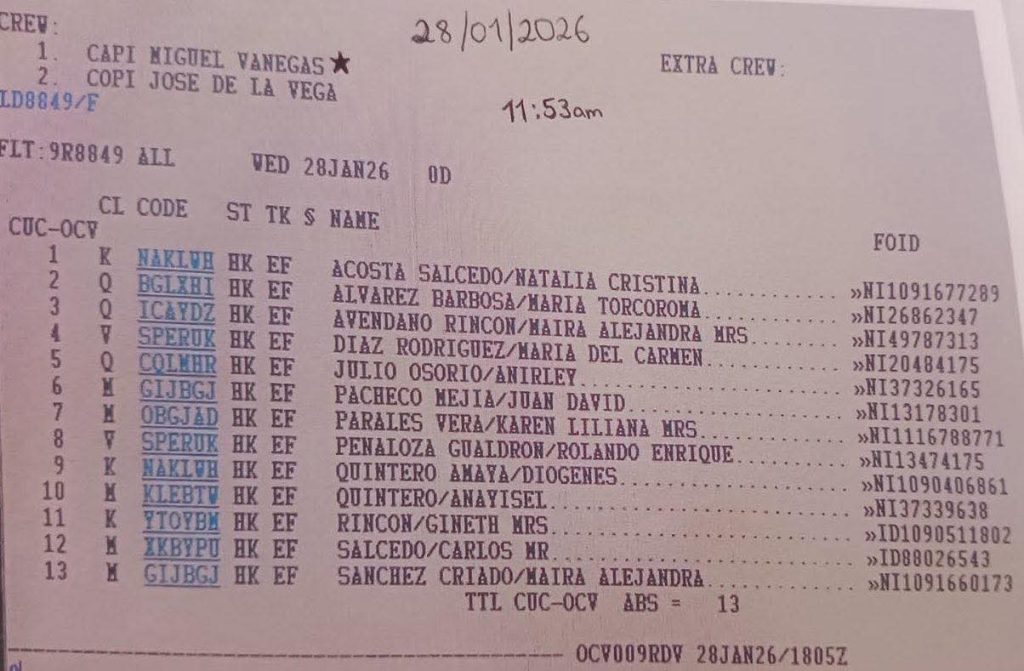 CREW:
28/01/2026
1. CAPI MIGUEL VANEGAS★
EXTRA CREW:
2. COPI JOSE DE LA VEGA
LD8849/F
11:53am
FLT:9R8849 ALL WED 28JAN26 0D
CL CODE ST TK S NAME
CUC-OCV FOID
1 K NAKLWH HK EF ACOSTA SALCEDO/NATALIA CRISTINA............ »NI1091677289
2 Q BGLXHI HK EF ALVAREZ BARBOSA/MARIA TORCOROMA............ »NI26862347
3 Q ICAYDZ HK EF AVENDANO RINCON/MAIRA ALEJANDRA MRS........ »NI49787313
4 V SPERUK HK EF DIAZ RODRIGUEZ/MARIA DEL CARMEN............ »NI20484175
5 Q CQLMHR HK EF JULIO OSORIO/ANIRLEY....................... »NI37326165
6 M GIJBGJ HK EF PACHECO MEJIA/JUAN DAVID................... »NI13178301
7 M OBGJAD HK EF PARALES VERA/KAREN LILIANA MRS............. »NI1116788771
8 V SPERUK HK EF PENALOZA GUALDRON/ROLANDO ENRIQUE.......... »NI13474175
9 K NAKLWH HK EF QUINTERO AMAYA/DIOGENES.................... »NI1090406861
10 M KLEBTW HK EF QUINTERO/ANAYISEL.......................... »NI37339638
11 K YTOYBM HK EF RINCON/GINETH MRS.......................... »ID1090511802
12 M XKBYPU HK EF SALCEDO/CARLOS MR.......................... »ID88026543
13 M GIJBGJ HK EF SANCHEZ CRIADO/MAIRA ALEJANDRA............. »NI1091660173
TTL CUC-OCV ABS = 13
OCV009RDV 28JAN26/1805Z